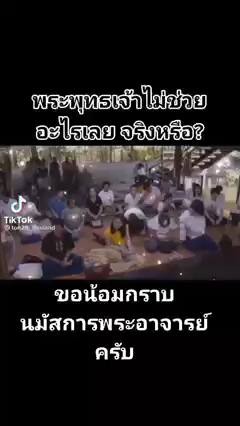 พระพุทธเจ้าไม่ช่วย
อะไรเลย จริงหรือ?
TikTok
ขอน้อมกราบ
นมัสการพระอาจารย์
ครับ